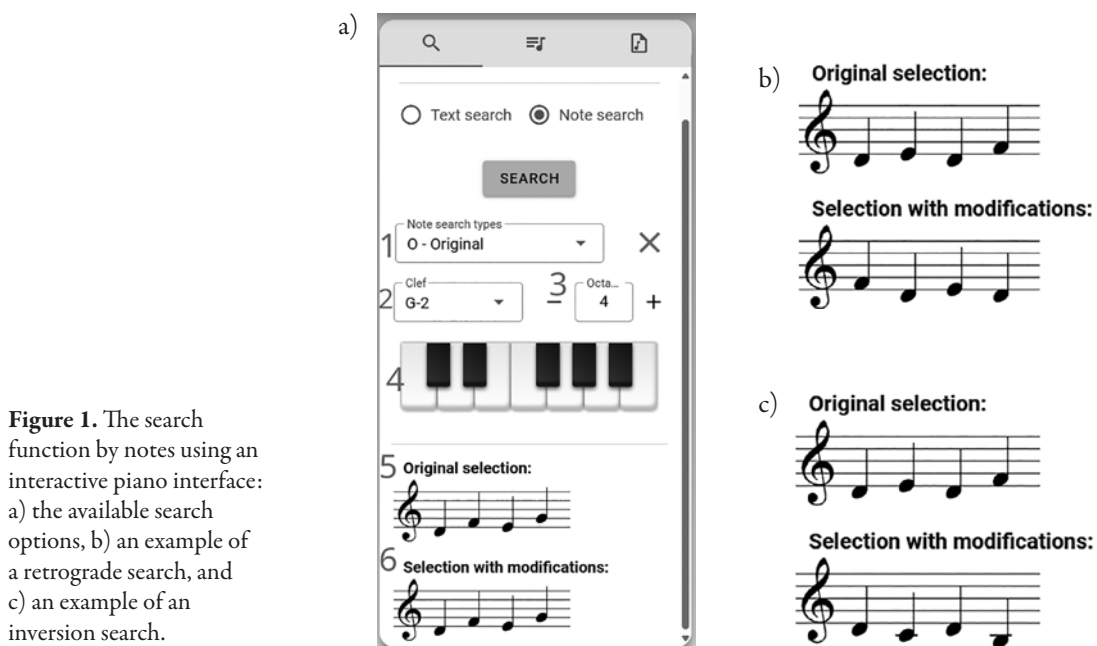 a)
Text search
Note search
SEARCH
Note search types
1
O - Original
2
Clef
G-2
3
Octa...
4
4
5
Original selection:
6
Selection with modifications:
b)
Original selection:
Selection with modifications:
c)
Original selection:
Selection with modifications:
Figure 1. The search
function by notes using an
interactive piano interface:
a) the available search
options, b) an example of
a retrograde search, and
c) an example of an
inversion search.